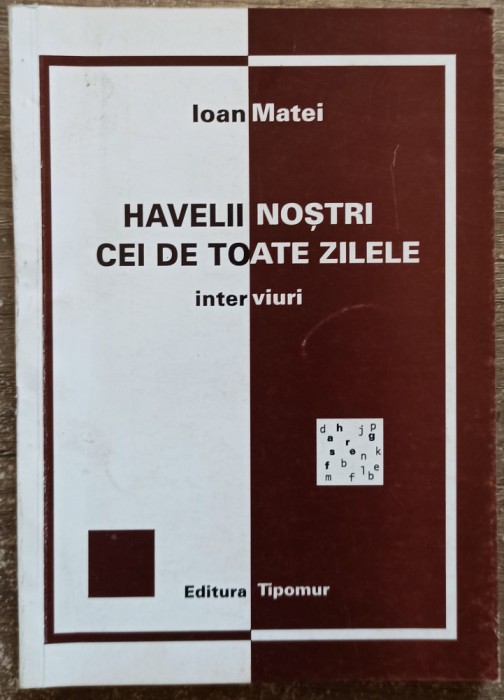 Ioan Matei
HAVELII NOȘTRI
CEI DE TOATE ZILELE
inter viuri
d h j p
a r g
s e n k
f b l e
m f b
Editura Tipomur